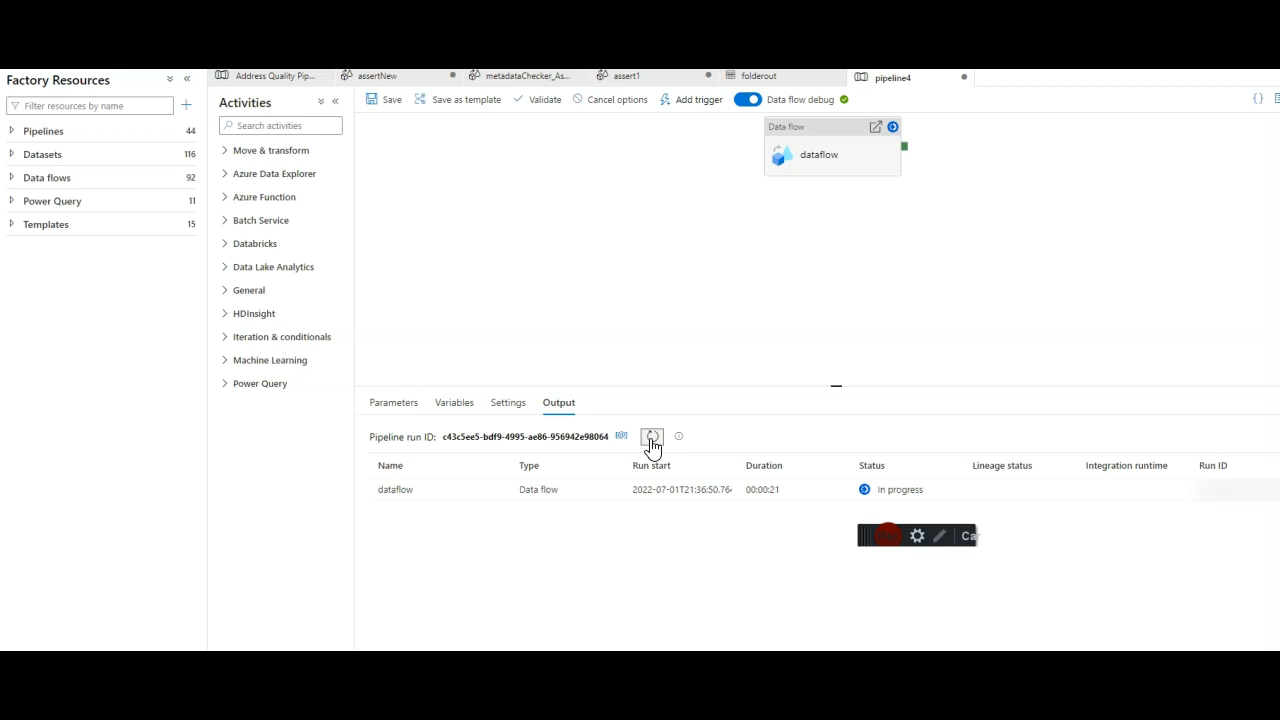 Factory Resources
Filter resources by name
Pipelines 44
Datasets 116
Data flows 92
Power Query 11
Templates 15
Address Quality Pip...
assertNew
metadataChecker_As...
assert1
folderout
pipeline4
Activities
Search activities
Move & transform
Azure Data Explorer
Azure Function
Batch Service
Databricks
Data Lake Analytics
General
HDInsight
Iteration & conditionals
Machine Learning
Power Query
Save
Save as template
Validate
Cancel options
Add trigger
Data flow debug
{}
Data flow
dataflow
Parameters
Variables
Settings
Output
Pipeline run ID: c43c5ee5-bdf9-4995-ae86-956942e98064
Name Type Run start Duration Status Lineage status Integration runtime Run ID
dataflow Data flow 2022-07-01T21:36:50.764 00:00:21 In progress
Ca